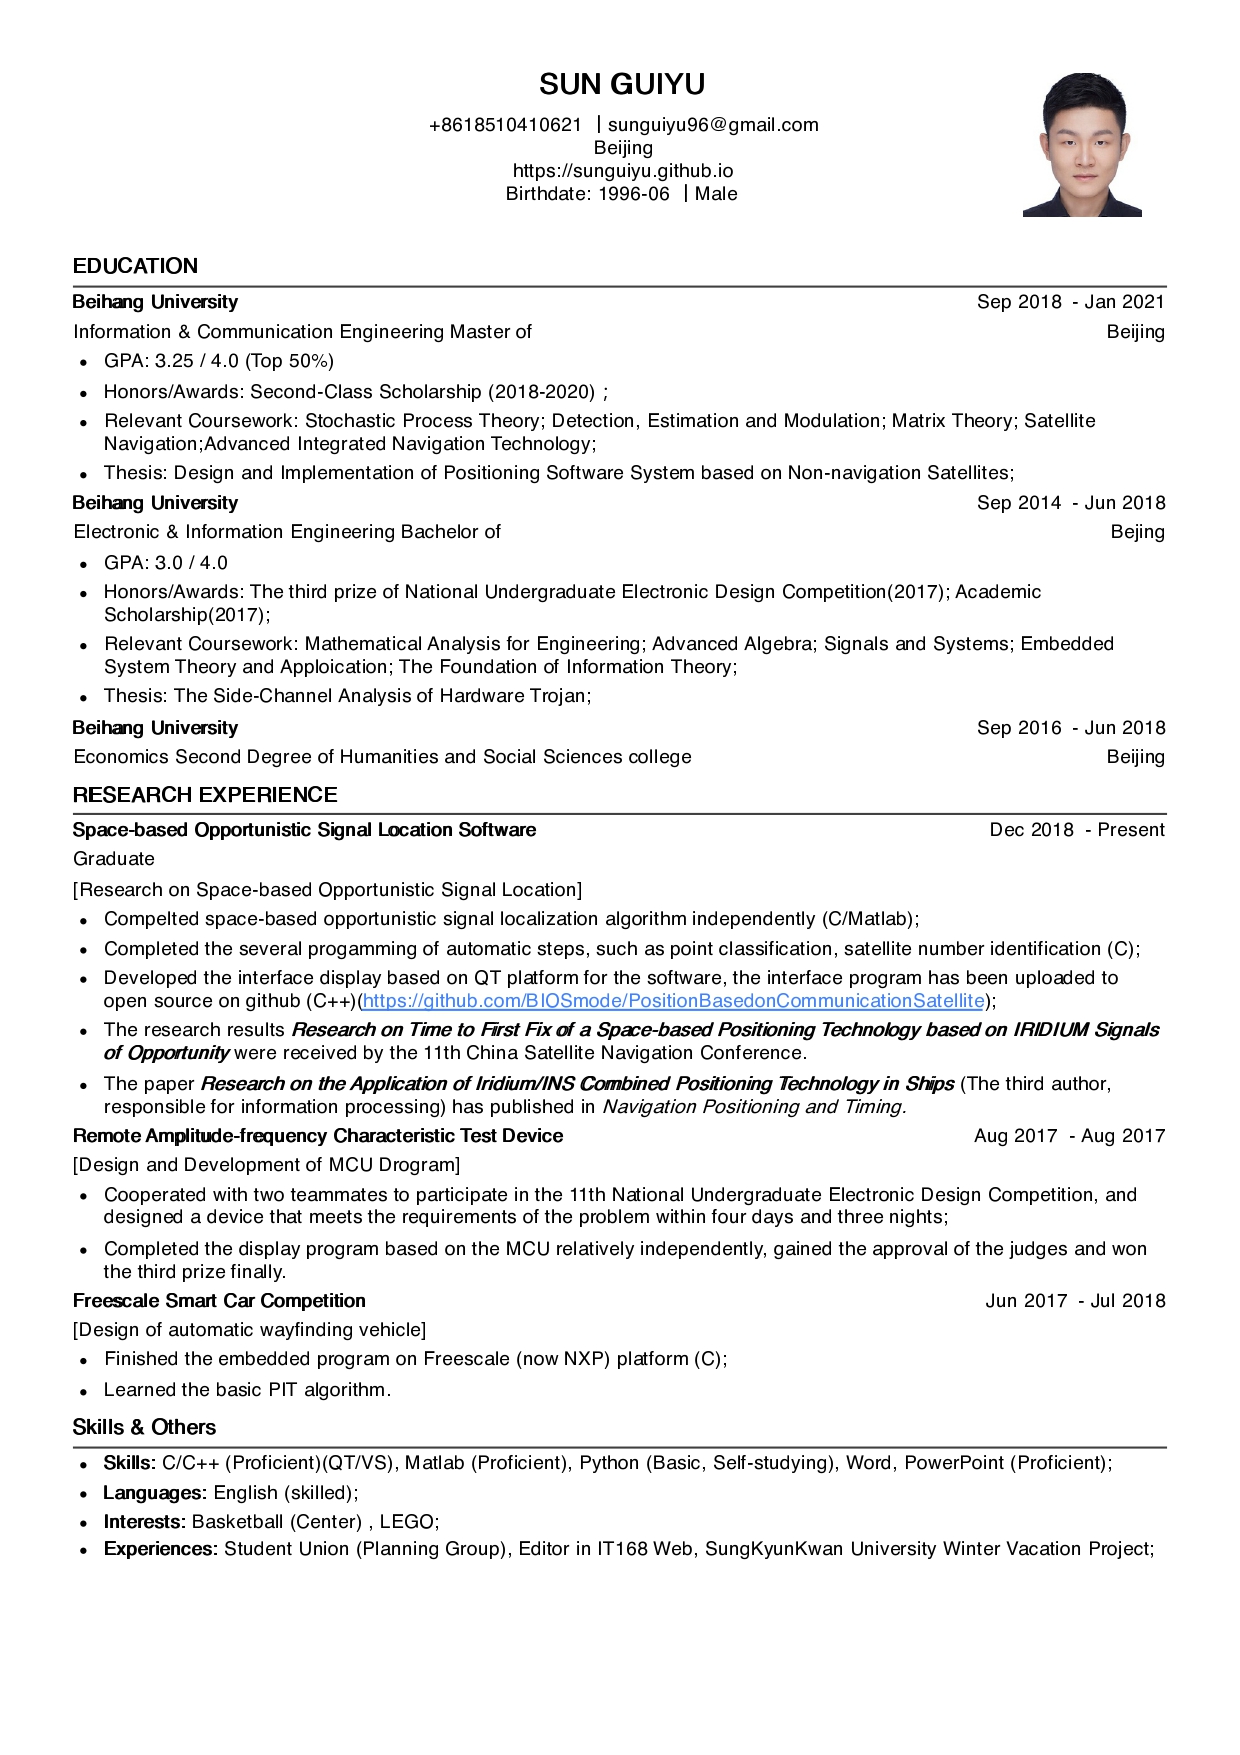 SUN GUIYU
+8618510410621 | sunguiyu96@gmail.com
Beijing
https://sunguiyu.github.io
Birthdate: 1996-06 | Male
EDUCATION
Beihang University Sep 2018 - Jan 2021
Information & Communication Engineering Master of Beijing
• GPA: 3.25 / 4.0 (Top 50%)
• Honors/Awards: Second-Class Scholarship (2018-2020) ;
• Relevant Coursework: Stochastic Process Theory; Detection, Estimation and Modulation; Matrix Theory; Satellite
Navigation;Advanced Integrated Navigation Technology;
• Thesis: Design and Implementation of Positioning Software System based on Non-navigation Satellites;
Beihang University Sep 2014 - Jun 2018
Electronic & Information Engineering Bachelor of Bejing
• GPA: 3.0 / 4.0
• Honors/Awards: The third prize of National Undergraduate Electronic Design Competition(2017); Academic
Scholarship(2017);
• Relevant Coursework: Mathematical Analysis for Engineering; Advanced Algebra; Signals and Systems; Embedded
System Theory and Apploication; The Foundation of Information Theory;
• Thesis: The Side-Channel Analysis of Hardware Trojan;
Beihang University Sep 2016 - Jun 2018
Economics Second Degree of Humanities and Social Sciences college Beijing
RESEARCH EXPERIENCE
Space-based Opportunistic Signal Location Software Dec 2018 - Present
Graduate
[Research on Space-based Opportunistic Signal Location]
• Compelted space-based opportunistic signal localization algorithm independently (C/Matlab);
• Completed the several progamming of automatic steps, such as point classification, satellite number identification (C);
• Developed the interface display based on QT platform for the software, the interface program has been uploaded to
open source on github (C++)(https://github.com/BIOSmode/PositionBasedonCommunicationSatellite);
• The research results Research on Time to First Fix of a Space-based Positioning Technology based on IRIDIUM Signals
of Opportunity were received by the 11th China Satellite Navigation Conference.
• The paper Research on the Application of Iridium/INS Combined Positioning Technology in Ships (The third author,
responsible for information processing) has published in Navigation Positioning and Timing.
Remote Amplitude-frequency Characteristic Test Device Aug 2017 - Aug 2017
[Design and Development of MCU Drogram]
• Cooperated with two teammates to participate in the 11th National Undergraduate Electronic Design Competition, and
designed a device that meets the requirements of the problem within four days and three nights;
• Completed the display program based on the MCU relatively independently, gained the approval of the judges and won
the third prize finally.
Freescale Smart Car Competition Jun 2017 - Jul 2018
[Design of automatic wayfinding vehicle]
• Finished the embedded program on Freescale (now NXP) platform (C);
• Learned the basic PIT algorithm.
Skills & Others
• Skills: C/C++ (Proficient)(QT/VS), Matlab (Proficient), Python (Basic, Self-studying), Word, PowerPoint (Proficient);
• Languages: English (skilled);
• Interests: Basketball (Center) , LEGO;
• Experiences: Student Union (Planning Group), Editor in IT168 Web, SungKyunKwan University Winter Vacation Project;